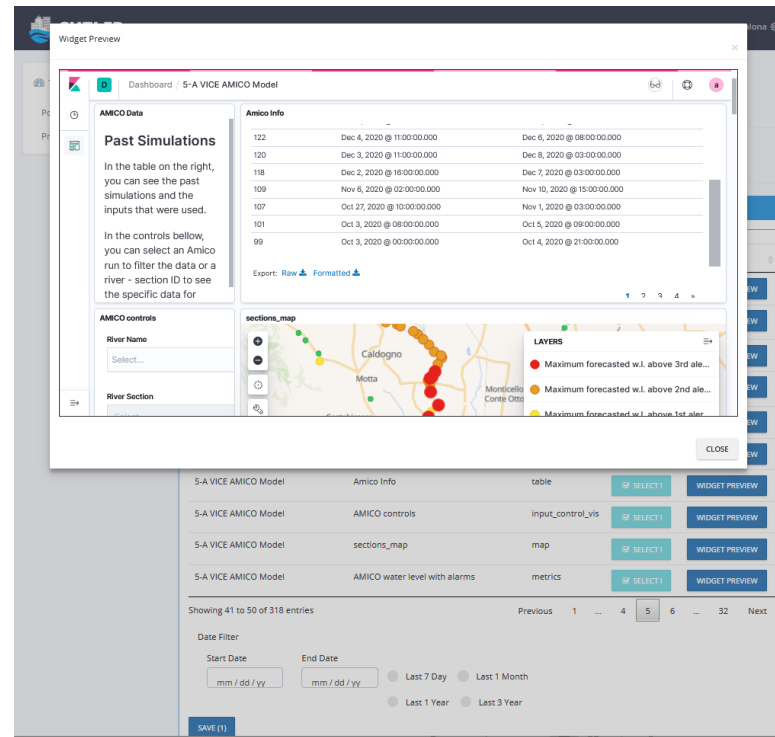 Widget Preview
×
D Dashboard / 5-A VICE AMICO Model a
AMICO Data
Past Simulations
In the table on the right,
you can see the past
simulations and the
inputs that were used.
In the controls bellow,
you can select an Amico
run to filter the data or a
river - section ID to see
the specific data for
Amico Info
122 Dec 4, 2020 @ 11:00:00.000 Dec 6, 2020 @ 08:00:00.000
120 Dec 3, 2020 @ 11:00:00.000 Dec 8, 2020 @ 03:00:00.000
118 Dec 2, 2020 @ 16:00:00.000 Dec 7, 2020 @ 03:00:00.000
109 Nov 6, 2020 @ 02:00:00.000 Nov 10, 2020 @ 15:00:00.000
107 Oct 27, 2020 @ 10:00:00.000 Nov 1, 2020 @ 03:00:00.000
101 Oct 3, 2020 @ 08:00:00.000 Oct 5, 2020 @ 09:00:00.000
99 Oct 3, 2020 @ 00:00:00.000 Oct 4, 2020 @ 21:00:00.000
Export: Raw Formatted
1 2 3 4 »
AMICO controls
River Name
Select...
River Section
sections_map
Caldogno
Motta
Monticello
Conte Otto
LAYERS
Maximum forecasted w.l. above 3rd ale...
Maximum forecasted w.l. above 2nd ale...
Maximum forecasted w.l. above 1st aler
CLOSE
5-A VICE AMICO Model Amico Info table SELECT! WIDGET PREVIEW
5-A VICE AMICO Model AMICO controls input_control_vis SELECT! WIDGET PREVIEW
5-A VICE AMICO Model sections_map map SELECT! WIDGET PREVIEW
5-A VICE AMICO Model AMICO water level with alarms metrics SELECT! WIDGET PREVIEW
Showing 41 to 50 of 318 entries
Previous 1 ... 4 5 6 ... 32 Next
Date Filter
Start Date End Date
mm / dd / yy mm / dd / yy Last 7 Day Last 1 Month
Last 1 Year Last 3 Year
SAVE (1)